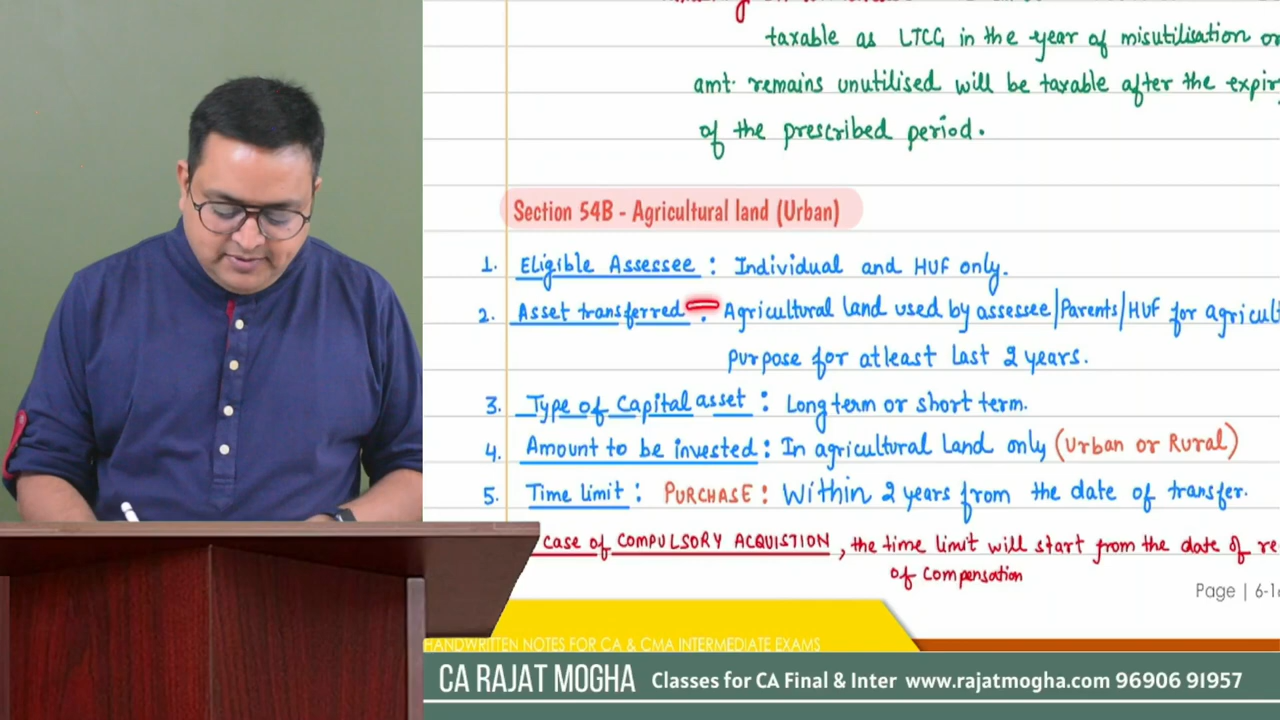 taxable as LTCG in the year of misutilisation or
amt. remains unutilised will be taxable after the
of the prescribed period.
Section 54B - Agricultural land (Urban)
1. Eligible Assessee : Individual and HUF only.
2. Asset transferred : Agricultural land used by assessee/Parents/HUF for
purpose for atleast last 2 years.
3. Type of Capital asset : Long term or short term.
4. Amount to be invested : In agricultural Land only (Urban or Rural)
5. Time limit : PURCHASE : Within 2 years from the date of transfer.
case of COMPULSORY ACQUISTION, the time limit will start from the date of
of Compensation
Page | 6-1
HANDWRITTEN NOTES FOR CA & CMA INTERMEDIATE EXAMS
CA RAJAT MOGHA Classes for CA Final & Inter www.rajatmogha.com 96906 91957